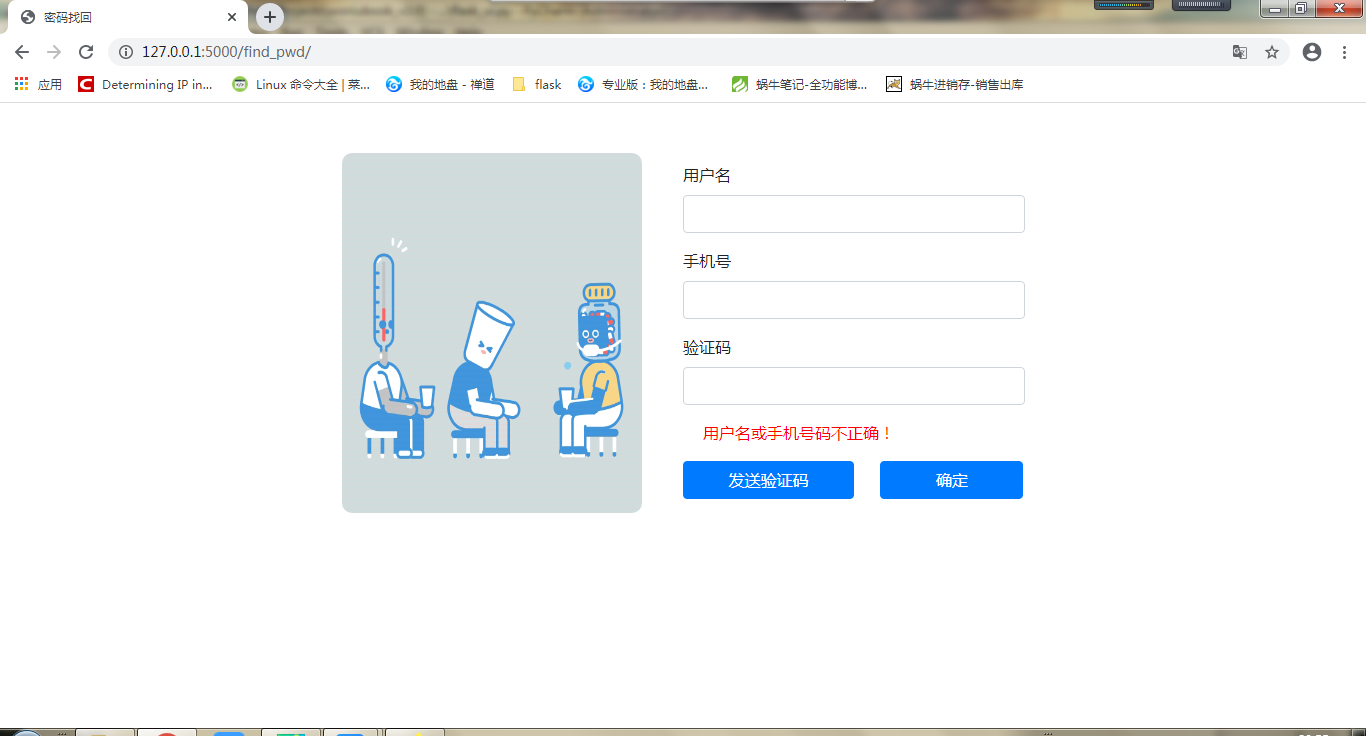 密码找回
127.0.0.1:5000/find_pwd/
应用
Determining IP in...
Linux 命令大全 | 菜...
我的地盘 - 禅道
flask
专业版：我的地盘...
蜗牛笔记-全功能博...
蜗牛进销存-销售出库
用户名
手机号
验证码
用户名或手机号码不正确！
发送验证码
确定